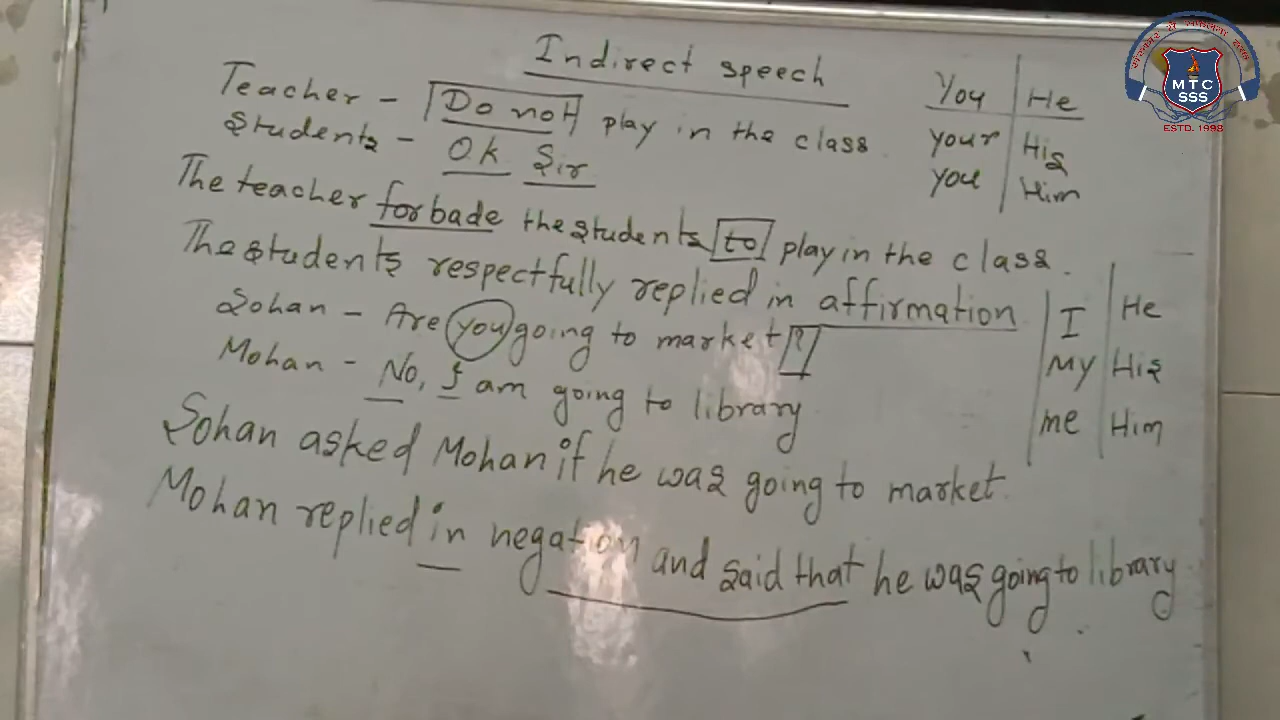 Indirect speech
Teacher - Do not play in the class
Students - Ok Sir
The teacher forbade the students to play in the class.
The students respectfully replied in affirmation
Sohan - Are you going to market?
Mohan - No, I am going to library
Sohan asked Mohan if he was going to market.
Mohan replied in negation and said that he was going to library
You He
your His
you Him
I He
My His
me Him
MTC
SSS
ESTD. 1998